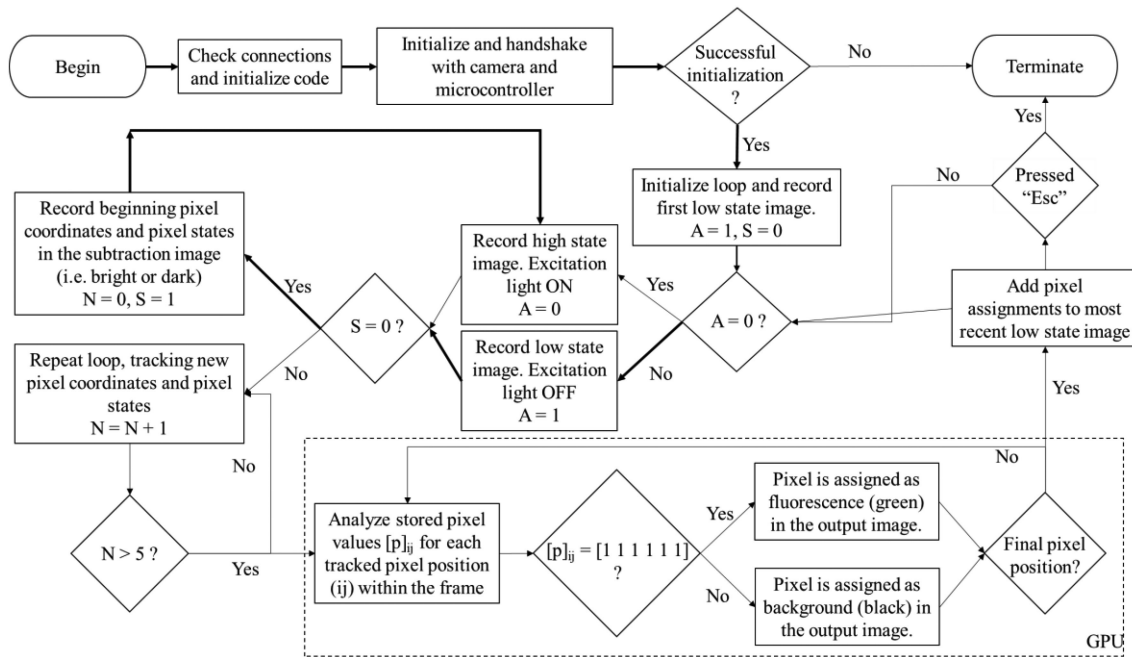 Begin
Check connections
and initialize code
Initialize and handshake
with camera and
microcontroller
Successful
initialization
?
No
Terminate
Yes
Initialize loop and record
first low state image.
A = 1, S = 0
Yes
Pressed
“Esc”
No
Record beginning pixel
coordinates and pixel states
in the subtraction image
(i.e. bright or dark)
N = 0, S = 1
Yes
S = 0 ?
No
Record high state
image. Excitation
light ON
A = 0
Yes
A = 0 ?
No
Record low state
image. Excitation
light OFF
A = 1
Add pixel
assignments to most
recent low state image
Yes
Repeat loop, tracking new
pixel coordinates and pixel
states
N = N + 1
No
N > 5 ?
Yes
Analyze stored pixel
values [p]ij for each
tracked pixel position
(ij) within the frame
[p]ij = [1 1 1 1 1 1]
?
Yes
No
Pixel is assigned as
fluorescence (green)
in the output image.
Pixel is assigned as
background (black) in
the output image.
No
Final pixel
position?
GPU